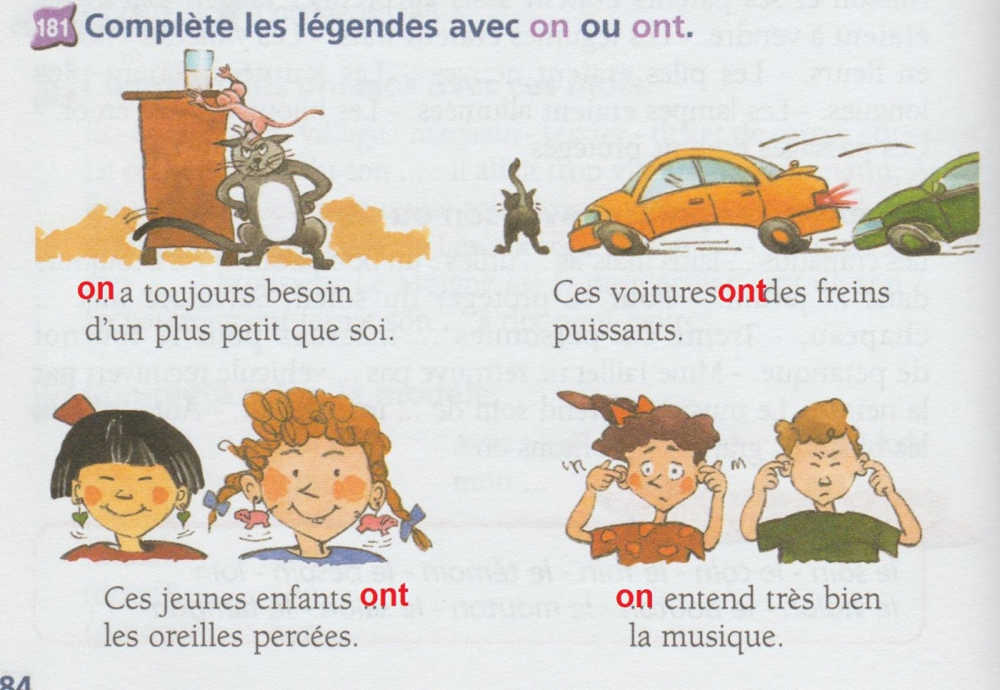 181 Complète les légendes avec on ou ont.
on a toujours besoin
d'un plus petit que soi.
Ces voitures ont des freins
puissants.
Ces jeunes enfants ont
les oreilles percées.
on entend très bien
la musique.
84